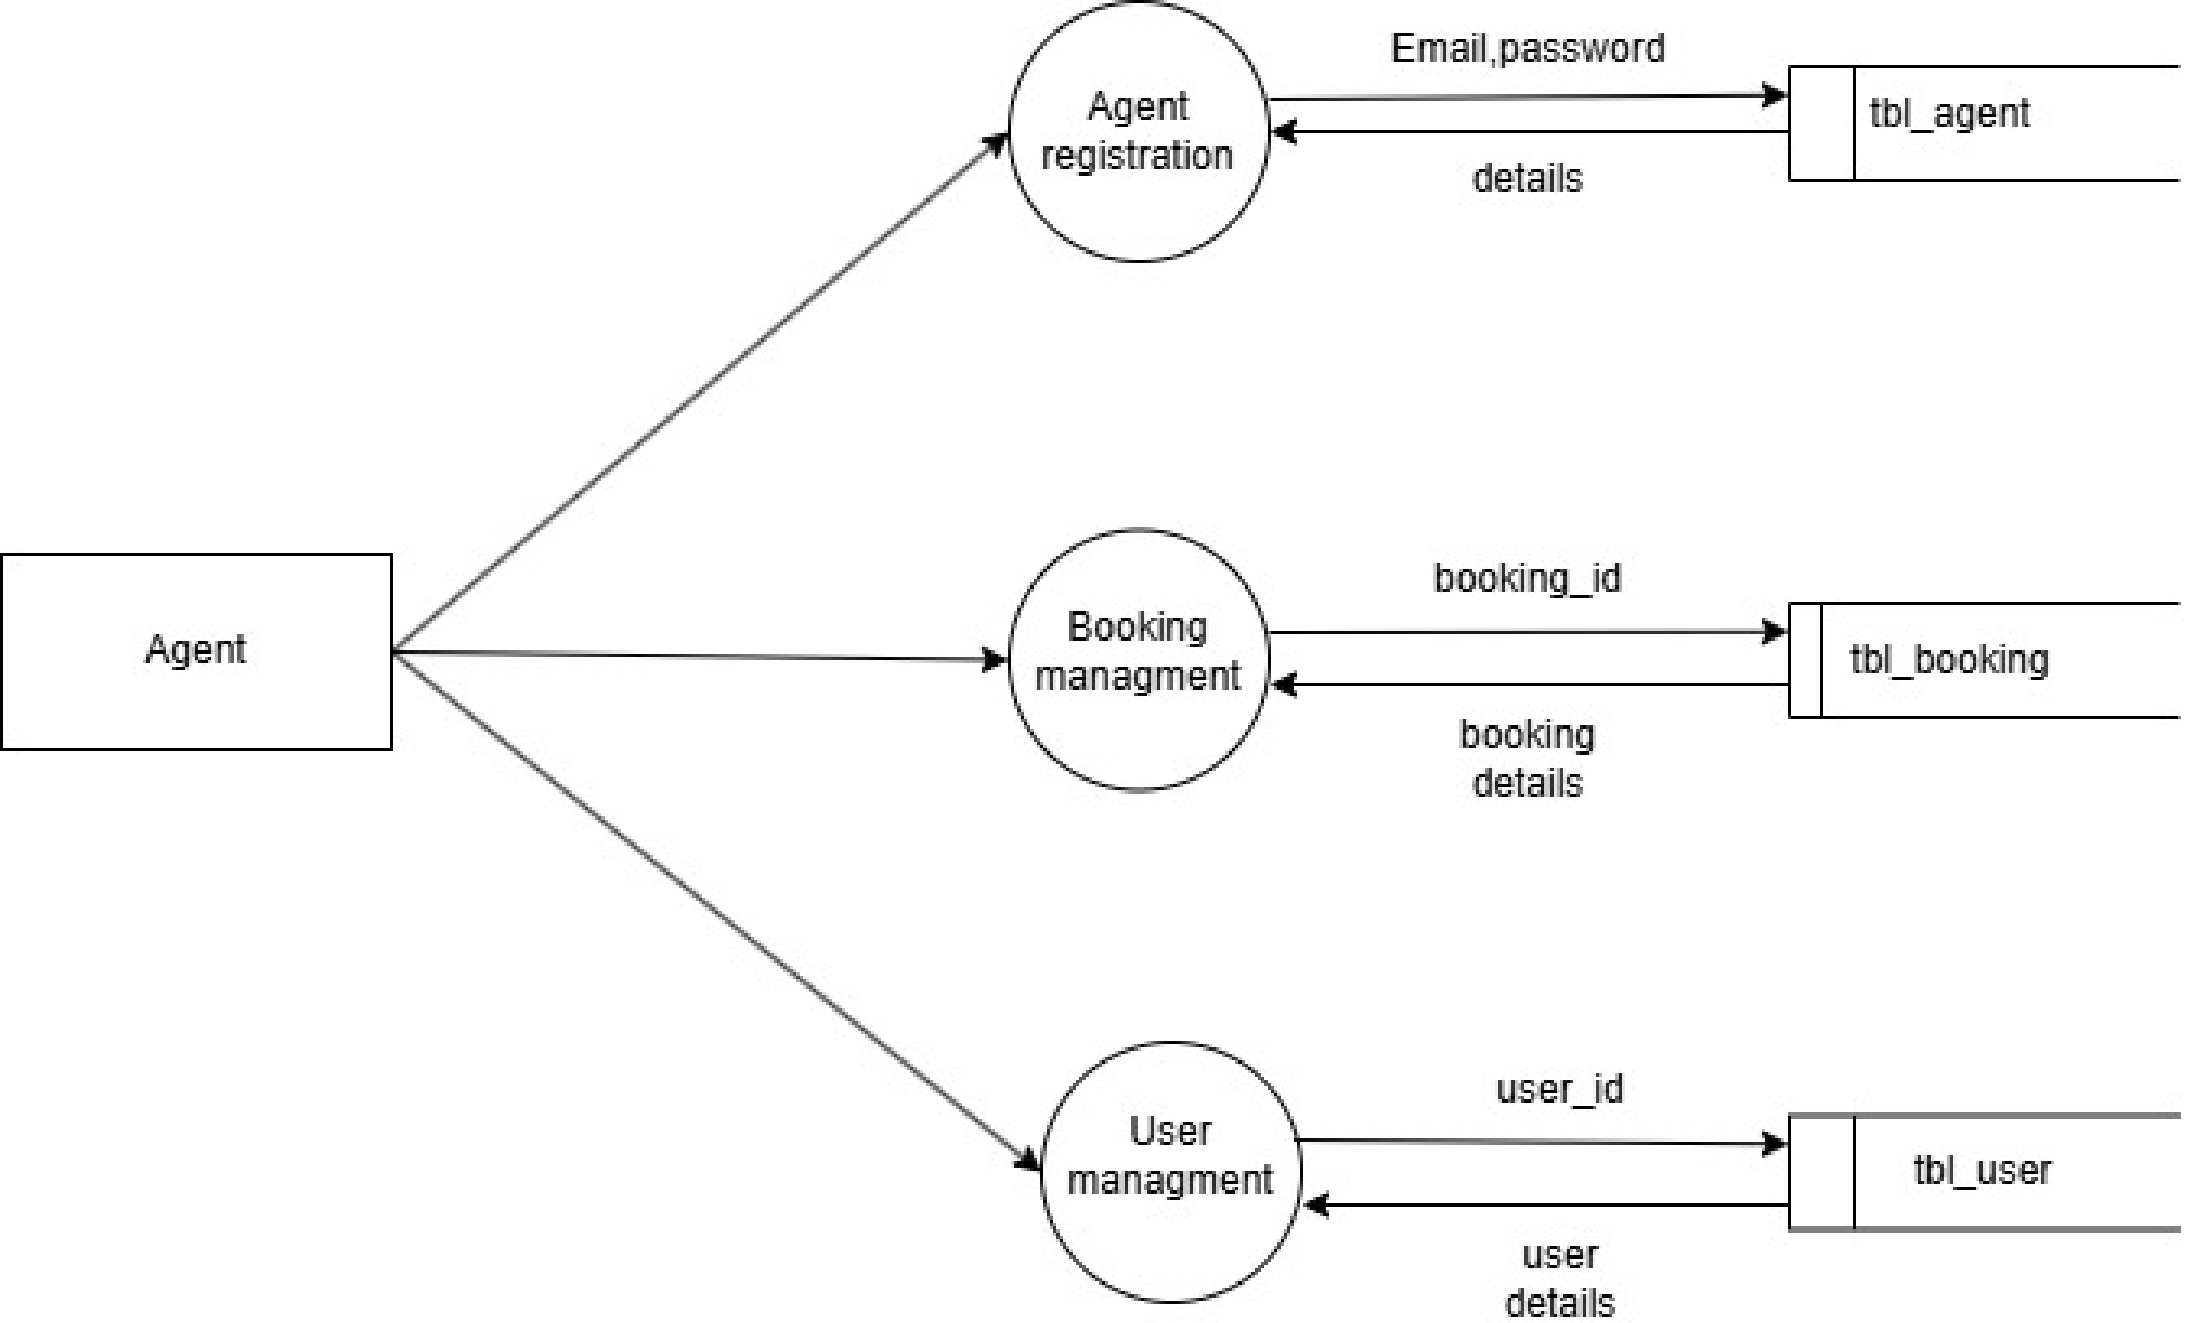 Email,password
Agent
registration
tbl_agent
details
Agent
booking_id
Booking
managment
tbl_booking
booking
details
user_id
User
managment
tbl_user
user
details